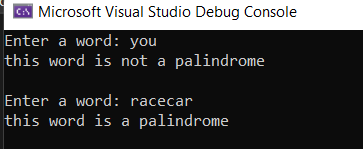 Microsoft Visual Studio Debug Console
Enter a word: you
this word is not a palindrome
Enter a word: racecar
this word is a palindrome